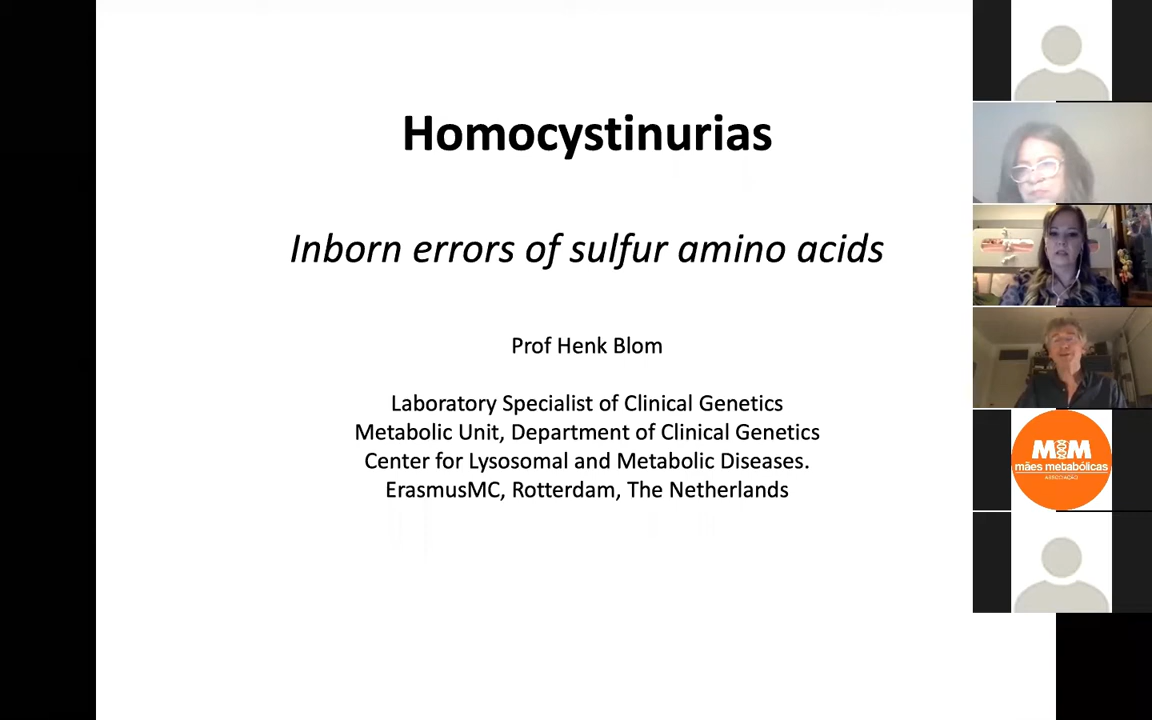 Homocystinurias
Inborn errors of sulfur amino acids
Prof Henk Blom
Laboratory Specialist of Clinical Genetics
Metabolic Unit, Department of Clinical Genetics
Center for Lysosomal and Metabolic Diseases.
ErasmusMC, Rotterdam, The Netherlands
MM
mães metabólicas
ASSOCIAÇÃO